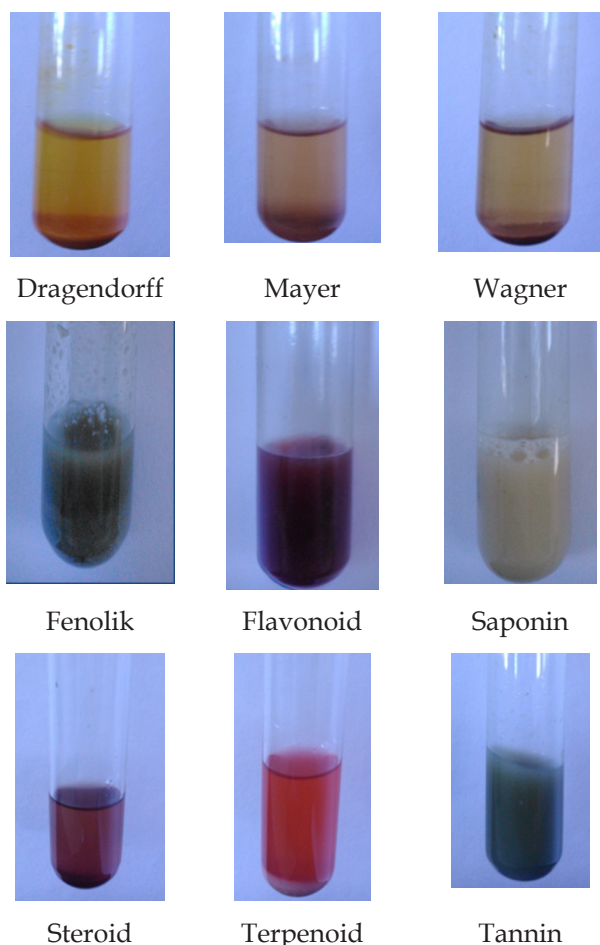 Dragendorff Mayer Wagner
Fenolik Flavonoid Saponin
Steroid Terpenoid Tannin